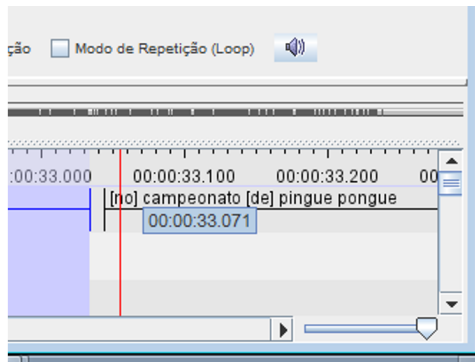 ção Modo de Repetição (Loop)
:00:33.000 00:00:33.100 00:00:33.200 00
[no] campeonato [de] pingue pongue
00:00:33.071